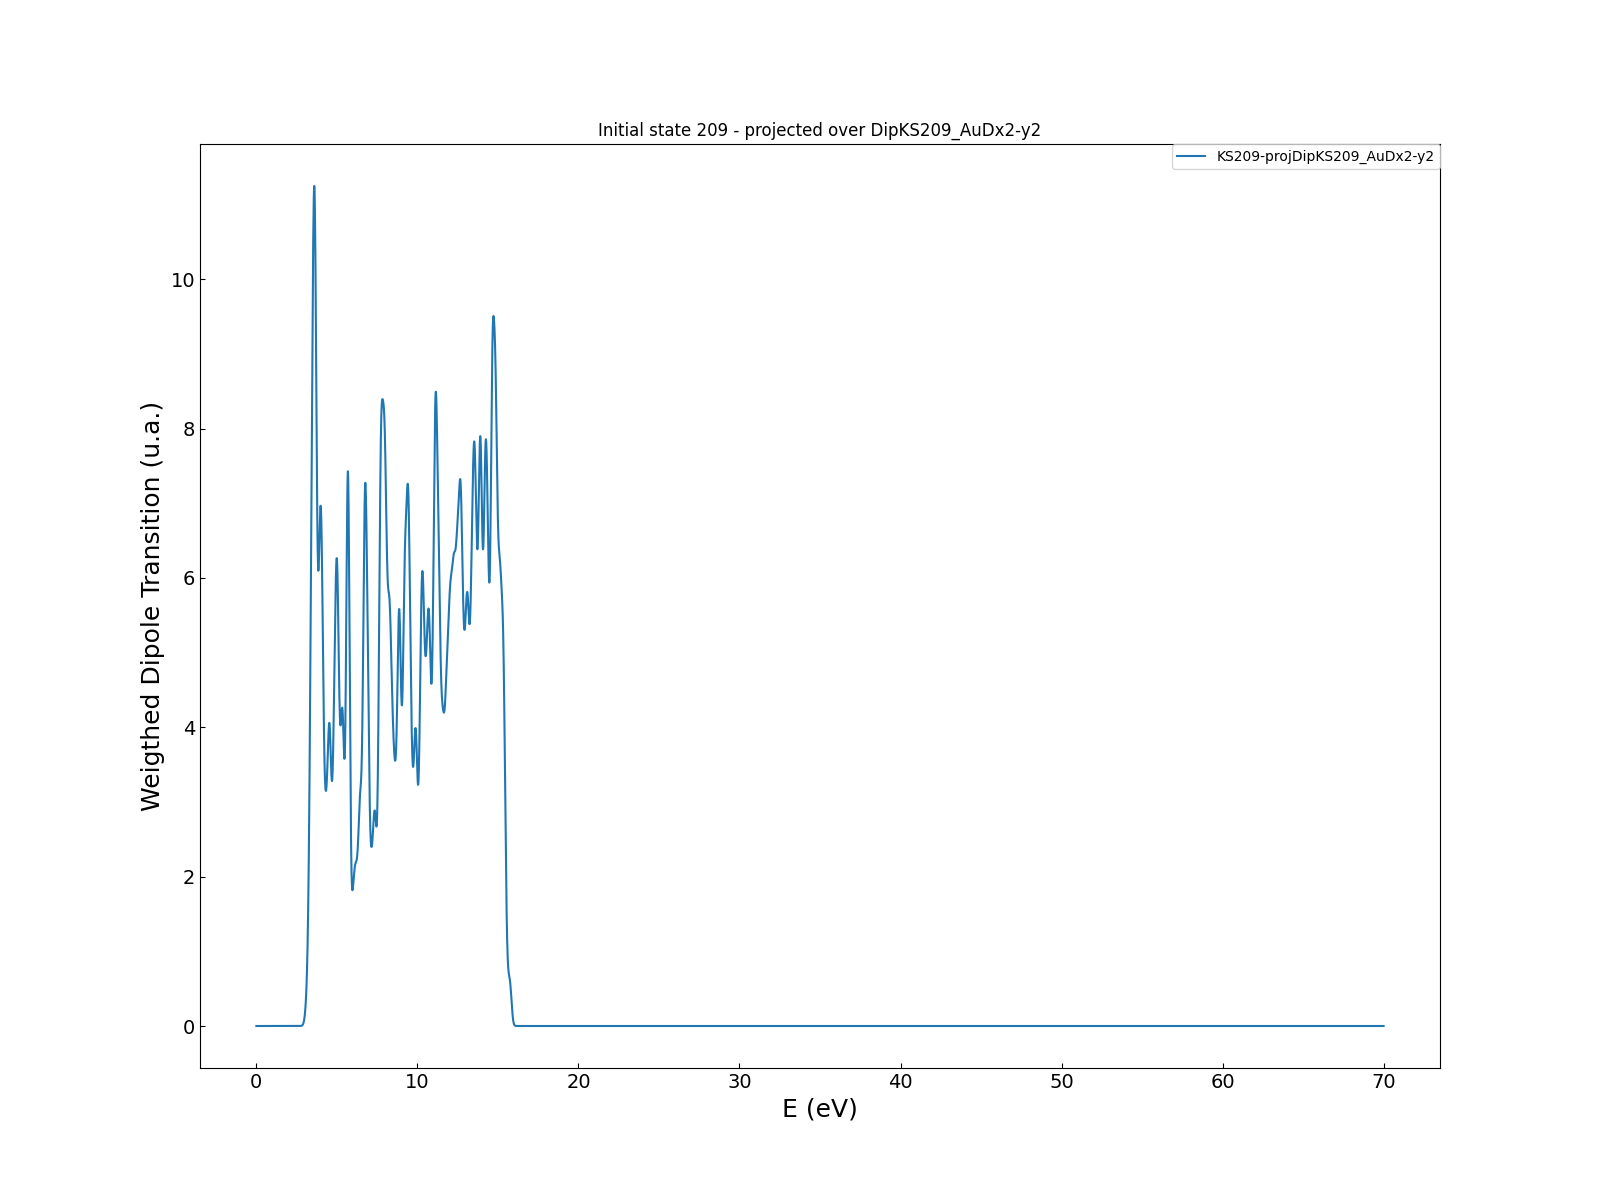 Initial state 209 - projected over DipKS209_AuDx2-y2
KS209-projDipKS209_AuDx2-y2
Weigthed Dipole Transition (u.a.)
10
8
6
4
2
0
0 10 20 30 40 50 60 70
E (eV)